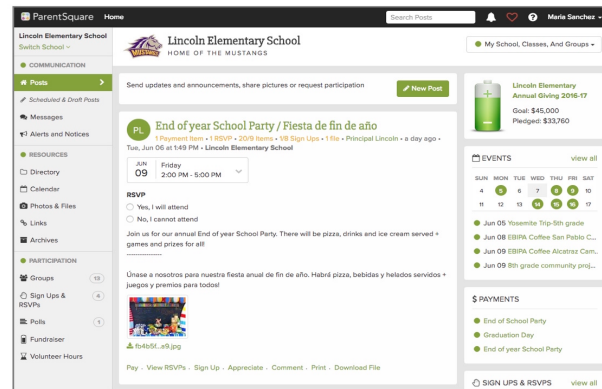 ParentSquare Home
Search Posts
Maria Sanchez
Lincoln Elementary School
Switch School
COMMUNICATION
Posts
Scheduled & Draft Posts
Messages
Alerts and Notices
RESOURCES
Directory
Calendar
Photos & Files
Links
Archives
PARTICIPATION
Groups 13
Sign Ups & RSVPs 4
Polls 1
Fundraiser
Volunteer Hours
MUSTANGS
Lincoln Elementary School
HOME OF THE MUSTANGS
My School, Classes, And Groups
Send updates and announcements, share pictures or request participation
New Post
PL
End of year School Party / Fiesta de fin de año
1 Payment Item • 1 RSVP • 20/9 Items • 1/8 Sign Ups • 1 file • Principal Lincoln • a day ago •
Tue, Jun 06 at 1:49 PM • Lincoln Elementary School
JUN 09
Friday
2:00 PM - 5:00 PM
RSVP
Yes, I will attend
No, I cannot attend
Join us for our annual End of year School Party. There will be pizza, drinks and ice cream served +
games and prizes for all!
----------------
Únase a nosotros para nuestra fiesta anual de fin de año. Habrá pizza, bebidas y helados servidos +
juegos y premios para todos!
fb4b5f...a9.jpg
Pay . View RSVPs . Sign Up . Appreciate . Comment . Print . Download File
Lincoln Elementary
Annual Giving 2016-17
Goal: $45,000
Pledged: $33,760
EVENTS view all
SUN MON TUE WED THU FRI SAT
4 5 6 7 8 9 10
11 12 13 14 15 16 17
Jun 05 Yosemite Trip-5th grade
Jun 08 EBIPA Coffee San Pablo C...
Jun 09 EBIPA Coffee Alcatraz Cam..
Jun 09 8th grade community proj...
$ PAYMENTS
End of School Party
Graduation Day
End of year School Party
SIGN UPS & RSVPS view all